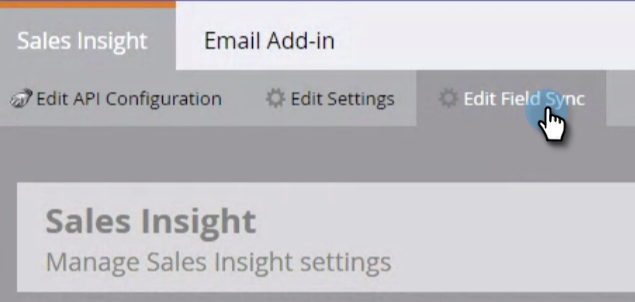 Sales Insight Email Add-in
Edit API Configuration Edit Settings Edit Field Sync
Sales Insight
Manage Sales Insight settings